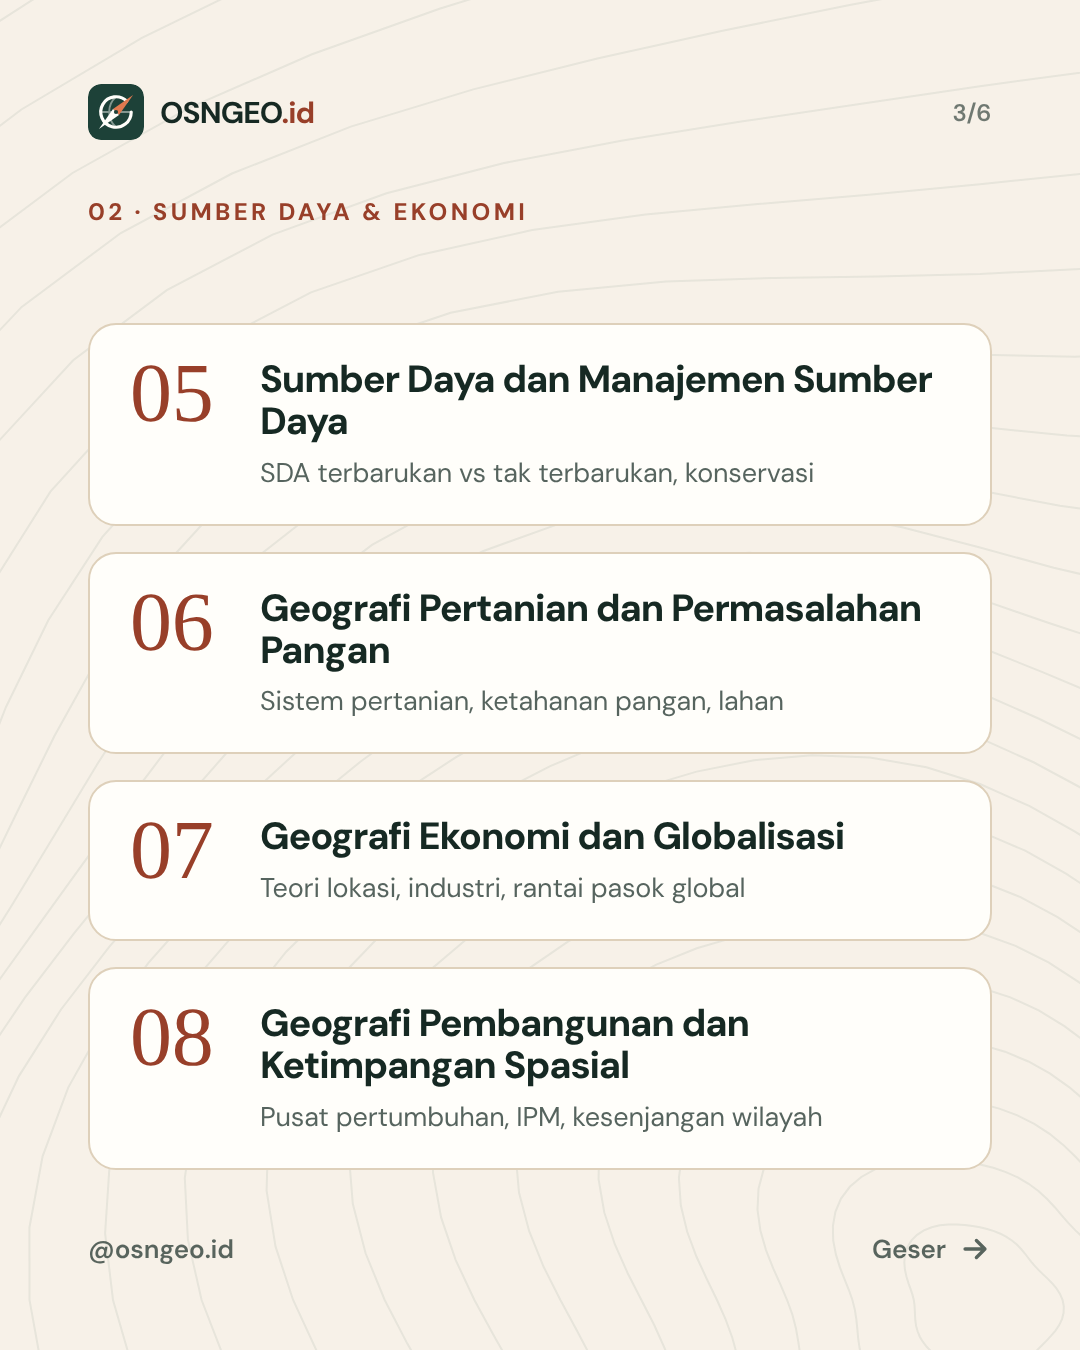 OSNGEO.id
3/6
02 · SUMBER DAYA & EKONOMI
05
Sumber Daya dan Manajemen Sumber
Daya
SDA terbarukan vs tak terbarukan, konservasi
06
Geografi Pertanian dan Permasalahan
Pangan
Sistem pertanian, ketahanan pangan, lahan
07
Geografi Ekonomi dan Globalisasi
Teori lokasi, industri, rantai pasok global
08
Geografi Pembangunan dan
Ketimpangan Spasial
Pusat pertumbuhan, IPM, kesenjangan wilayah
@osngeo.id
Geser →